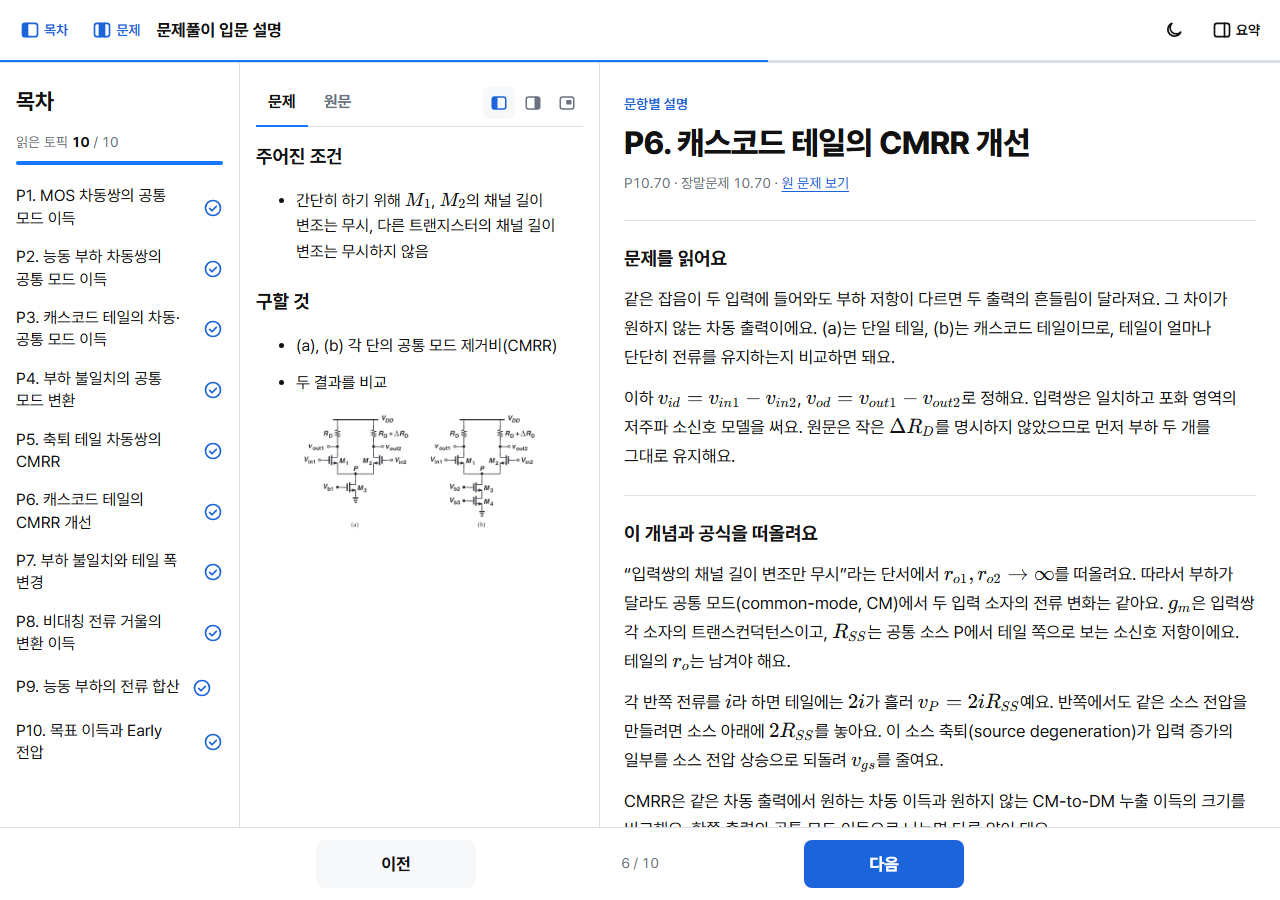 목차
문제
문제풀이 입문 설명
요약
목차
읽은 토픽 10 / 10
P1. MOS 차동쌍의 공통
모드 이득
P2. 능동 부하 차동쌍의
공통 모드 이득
P3. 캐스코드 테일의 차동·
공통 모드 이득
P4. 부하 불일치의 공통
모드 변환
P5. 축퇴 테일 차동쌍의
CMRR
P6. 캐스코드 테일의
CMRR 개선
P7. 부하 불일치와 테일 폭
변경
P8. 비대칭 전류 거울의
변환 이득
P9. 능동 부하의 전류 합산
P10. 목표 이득과 Early
전압
문제
원문
주어진 조건
• 간단히 하기 위해 M1, M2의 채널 길이
변조는 무시, 다른 트랜지스터의 채널 길이
변조는 무시하지 않음
구할 것
• (a), (b) 각 단의 공통 모드 제거비(CMRR)
• 두 결과를 비교
VDD
RD
RD + ΔRD
Vout1
Vout2
Vin1
M1
M2
Vin2
P
Vb1
M3
(a)
VDD
RD
RD + ΔRD
Vout1
Vout2
Vin1
M1
M2
Vin2
P
Vb2
M3
Vb3
M4
(b)
문항별 설명
P6. 캐스코드 테일의 CMRR 개선
P10.70 · 장말문제 10.70 · 원 문제 보기
문제를 읽어요
같은 잡음이 두 입력에 들어와도 부하 저항이 다르면 두 출력의 흔들림이 달라져요. 그 차이가
원하지 않는 차동 출력이에요. (a)는 단일 테일, (b)는 캐스코드 테일이므로, 테일이 얼마나
단단히 전류를 유지하는지 비교하면 돼요.
이하 vid = vin1 − vin2, vod = vout1 − vout2로 정해요. 입력쌍은 일치하고 포화 영역의
저주파 소신호 모델을 써요. 원문은 작은 ΔRD를 명시하지 않았으므로 먼저 부하 두 개를
그대로 유지해요.
이 개념과 공식을 떠올려요
“입력쌍의 채널 길이 변조만 무시”라는 단서에서 ro1, ro2 → ∞를 떠올려요. 따라서 부하가
달라도 공통 모드(common-mode, CM)에서 두 입력 소자의 전류 변화는 같아요. gm은 입력쌍
각 소자의 트랜스컨덕턴스이고, RSS는 공통 소스 P에서 테일 쪽으로 보는 소신호 저항이에요.
테일의 ro는 남겨야 해요.
각 반쪽 전류를 i라 하면 테일에는 2i가 흘러 vP = 2iRSS예요. 반쪽에서도 같은 소스 전압을
만들려면 소스 아래에 2RSS를 놓아요. 이 소스 축퇴(source degeneration)가 입력 증가의
일부를 소스 전압 상승으로 되돌려 vgs를 줄여요.
CMRR은 같은 차동 출력에서 원하는 차동 이득과 원하지 않는 CM-to-DM 누출 이득의 크기를
이전
6 / 10
다음